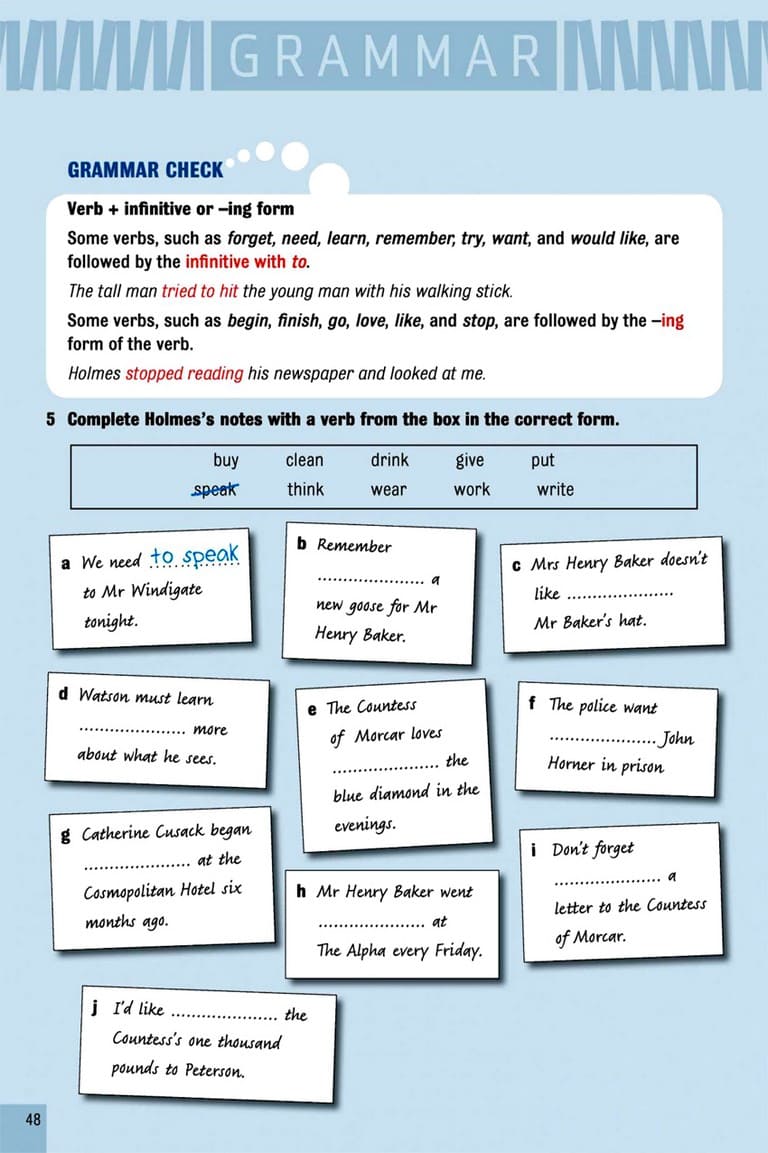 GRAMMAR
GRAMMAR CHECK
Verb + infinitive or –ing form
Some verbs, such as forget, need, learn, remember, try, want, and would like, are
followed by the infinitive with to.
The tall man tried to hit the young man with his walking stick.
Some verbs, such as begin, finish, go, love, like, and stop, are followed by the –ing
form of the verb.
Holmes stopped reading his newspaper and looked at me.
5 Complete Holmes's notes with a verb from the box in the correct form.
buy clean drink give put
speak think wear work write
a We need to speak
to Mr Windigate
tonight.
b Remember
..................... a
new goose for Mr
Henry Baker.
c Mrs Henry Baker doesn't
like .....................
Mr Baker's hat.
d Watson must learn
..................... more
about what he sees.
e The Countess
of Morcar loves
..................... the
blue diamond in the
evenings.
f The police want
..................... John
Horner in prison
g Catherine Cusack began
..................... at the
Cosmopolitan Hotel six
months ago.
h Mr Henry Baker went
..................... at
The Alpha every Friday.
i Don't forget
..................... a
letter to the Countess
of Morcar.
j I'd like ..................... the
Countess's one thousand
pounds to Peterson.
48